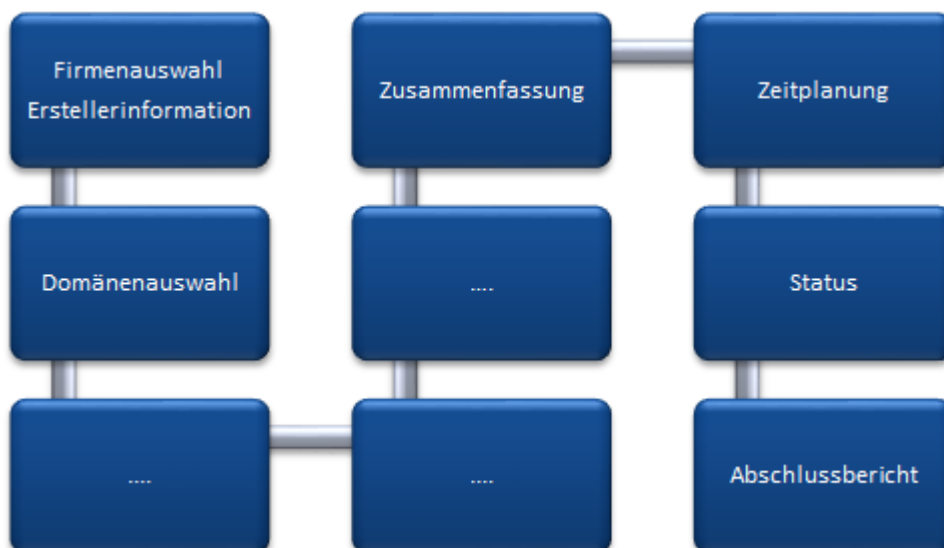 Firmenauswahl
Erstellerinformation
Domänenauswahl
....
....
....
Zusammenfassung
Zeitplanung
Status
Abschlussbericht